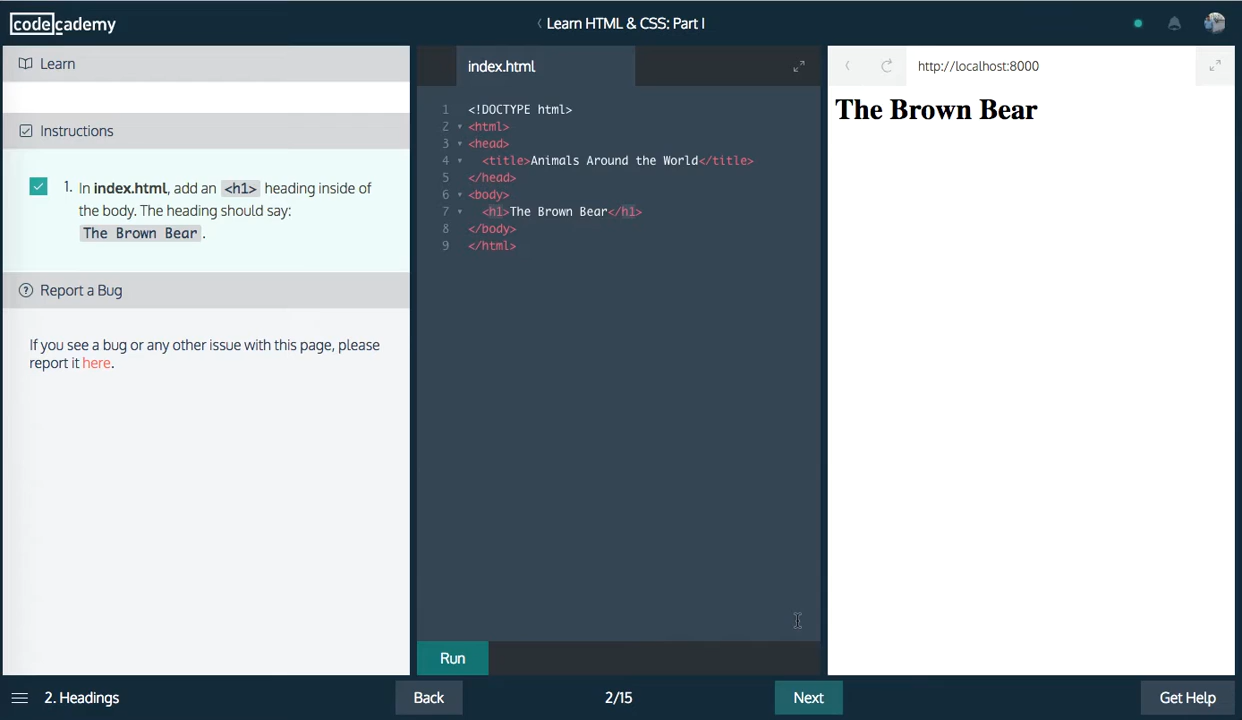 codecademy
Learn HTML & CSS: Part I
Learn
Instructions
1. In index.html, add an <h1> heading inside of
the body. The heading should say:
The Brown Bear.
Report a Bug
If you see a bug or any other issue with this page, please
report it here.
index.html
1 <!DOCTYPE html>
2 <html>
3 <head>
4 <title>Animals Around the World</title>
5 </head>
6 <body>
7 <h1>The Brown Bear</h1>
8 </body>
9 </html>
Run
http://localhost:8000
The Brown Bear
2. Headings
Back
2/15
Next
Get Help